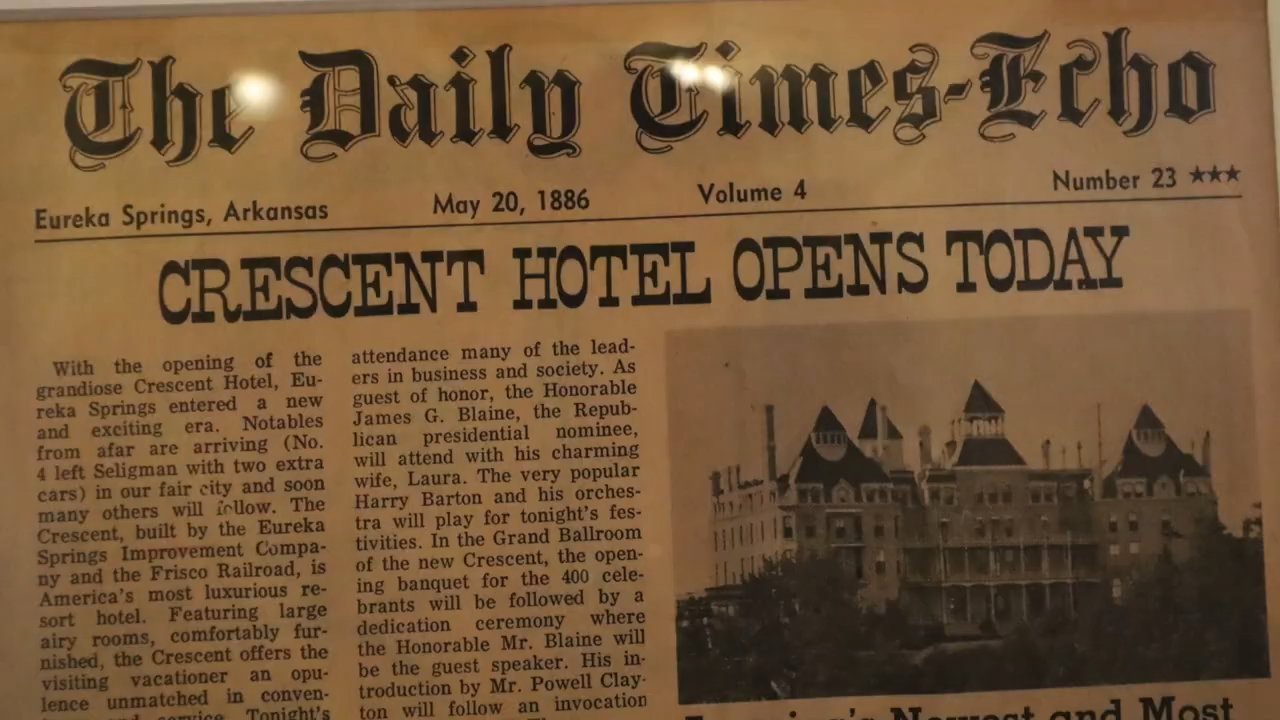 The Daily Times-Echo
Eureka Springs, Arkansas May 20, 1886 Volume 4 Number 23 ★★★
CRESCENT HOTEL OPENS TODAY
With the opening of the
grandiose Crescent Hotel, Eu-
reka Springs entered a new
and exciting era. Notables
from afar are arriving (No.
4 left Seligman with two extra
cars) in our fair city and soon
many others will follow. The
Crescent, built by the Eureka
Springs Improvement Compa-
ny and the Frisco Railroad, is
America's most luxurious re-
sort hotel. Featuring large
airy rooms, comfortably fur-
nished, the Crescent offers the
visiting vacationer an opu-
lence unmatched in conven-
and service. Tonight's
attendance many of the lead-
ers in business and society. As
guest of honor, the Honorable
James G. Blaine, the Repub-
lican presidential nominee,
will attend with his charming
wife, Laura. The very popular
Harry Barton and his orches-
tra will play for tonight's fes-
tivities. In the Grand Ballroom
of the new Crescent, the open-
ing banquet for the 400 cele-
brants will be followed by a
dedication ceremony where
the Honorable Mr. Blaine will
be the guest speaker. His in-
troduction by Mr. Powell Clay-
ton will follow an invocation
Newest and Most